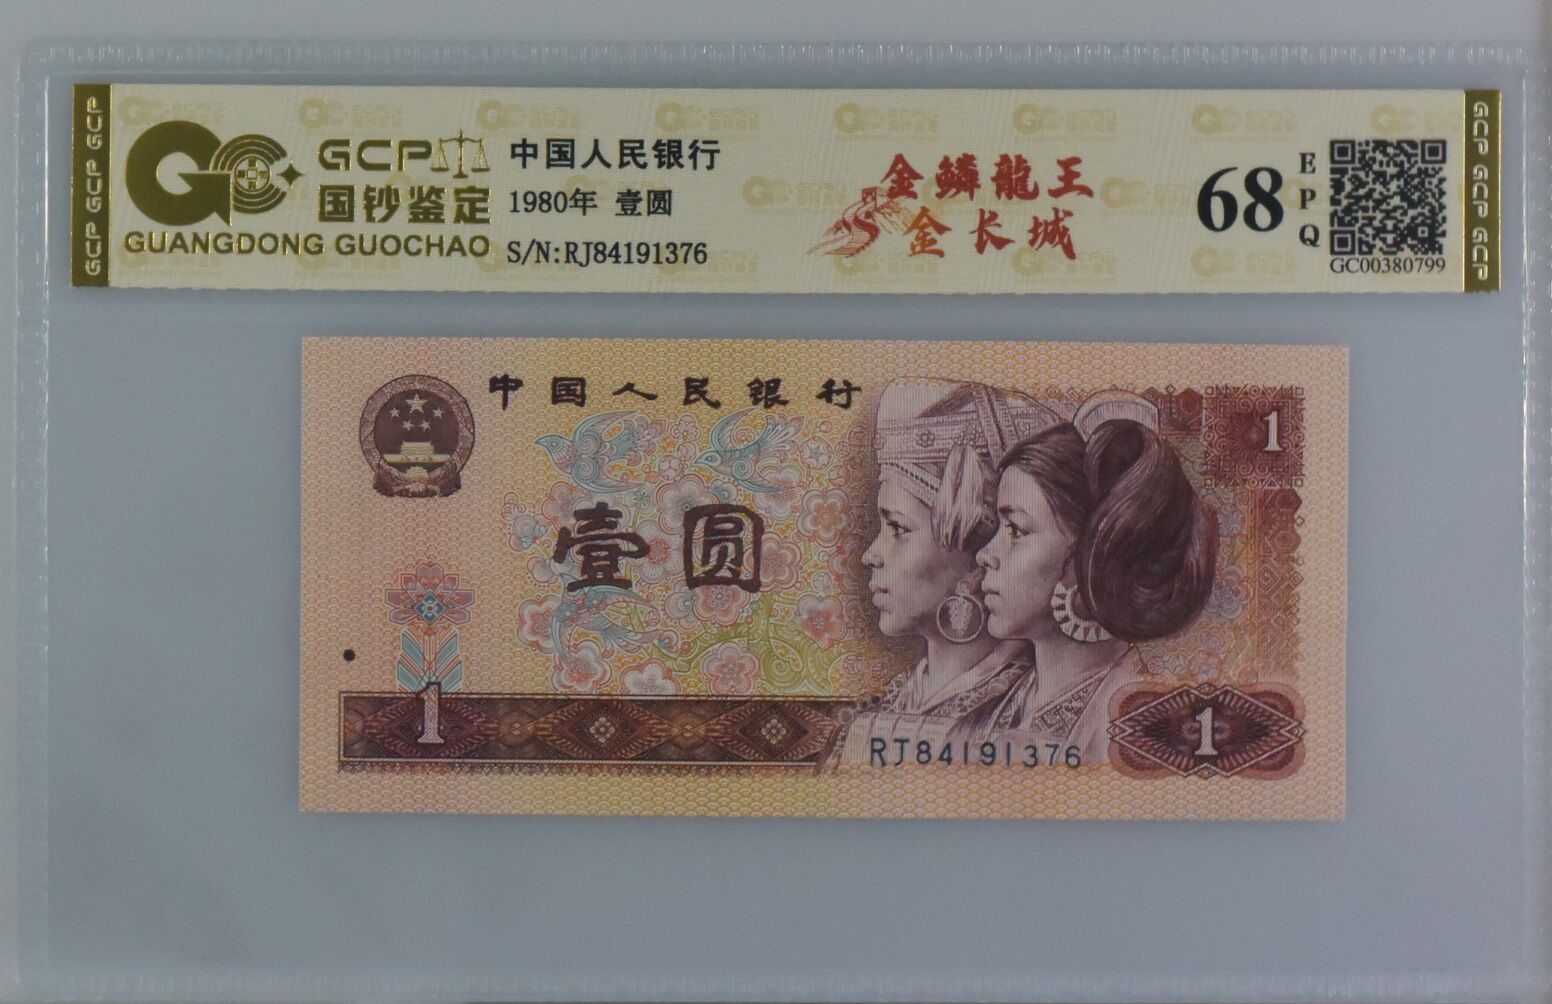 GCP GCP GCP
GCP
国钞鉴定
GUANGDONG GUOCHAO
中国人民银行
1980年 壹圆
S/N:RJ84191376
金鳞龍王
金长城
68
EPQ
GC00380799
GCP GCP GCP
中国人民银行
1
壹圆
1
1
RJ84191376